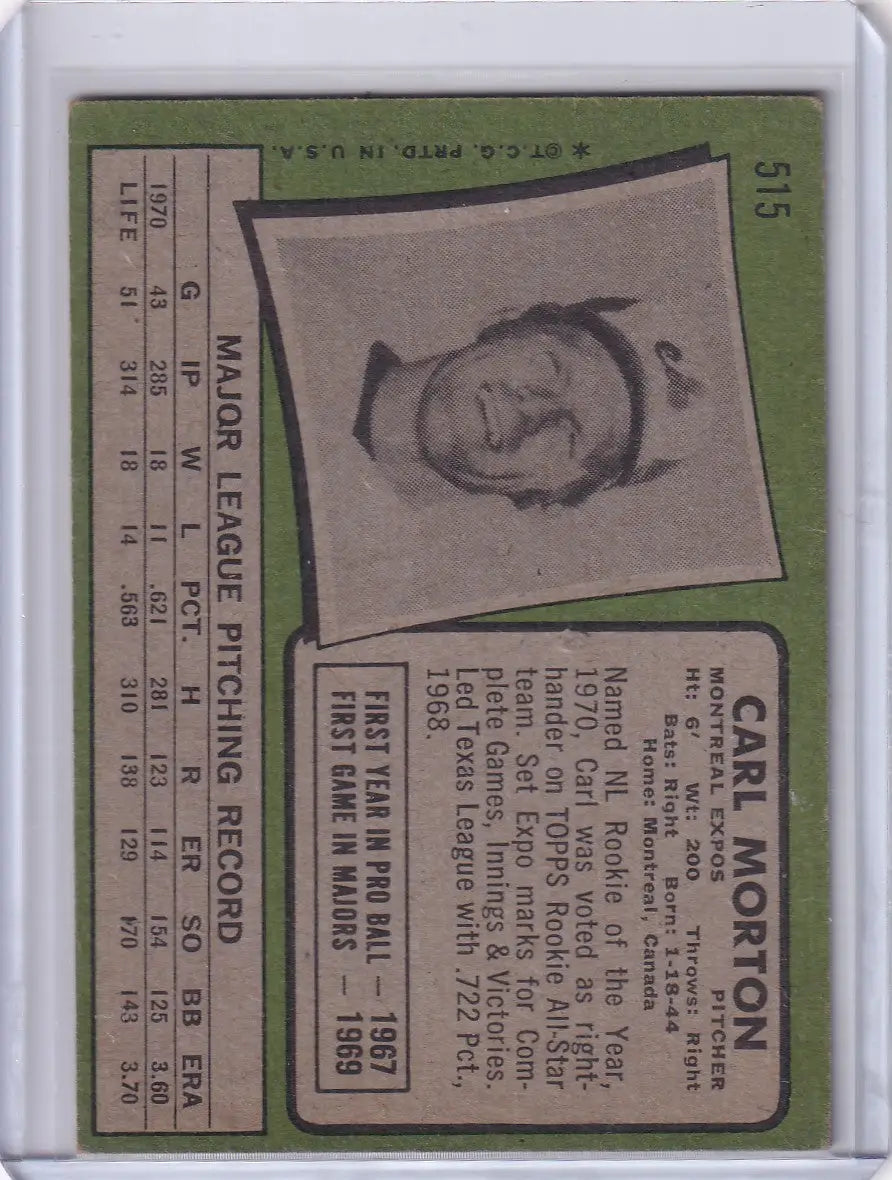 515
✶ ©T.C.G. PRTD. IN U.S.A.
CARL MORTON
MONTREAL EXPOS PITCHER
Ht: 6' Wt: 200 Throws: Right
Bats: Right Born: 1-18-44
Home: Montreal, Canada
Named NL Rookie of the Year,
1970, Carl was voted as right-
hander on TOPPS Rookie All-Star
team. Set Expo marks for Com-
plete Games, Innings & Victories.
Led Texas League with .722 Pct.,
1968.
FIRST YEAR IN PRO BALL — 1967
FIRST GAME IN MAJORS — 1969
MAJOR LEAGUE PITCHING RECORD
G IP W L PCT. H R ER SO BB ERA
1970 43 285 18 11 .621 281 123 114 154 125 3.60
LIFE 51 314 18 14 .563 310 138 129 170 143 3.70